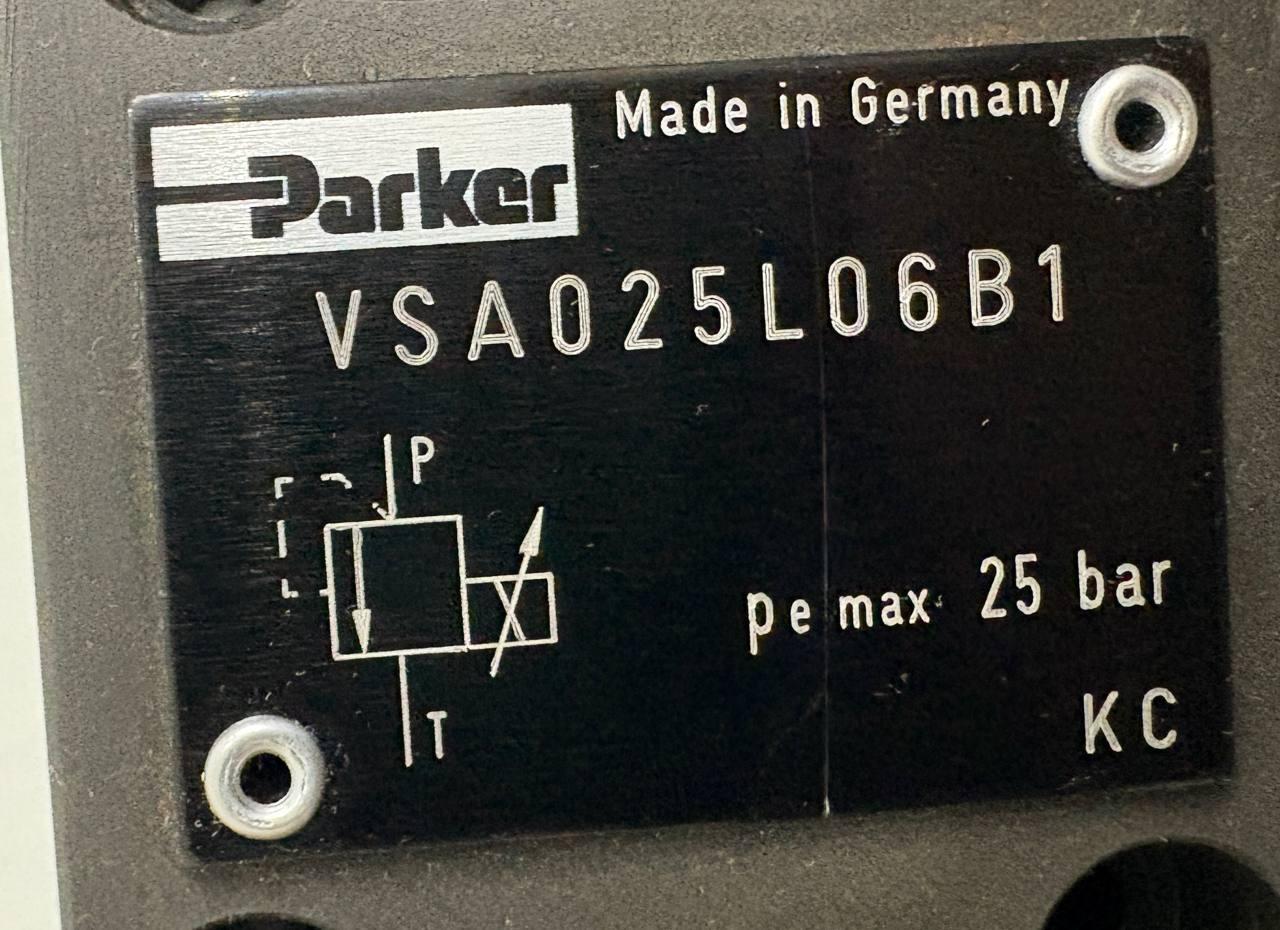 Parker
Made in Germany
VSA025L06B1
P
pe max 25 bar
T
KC